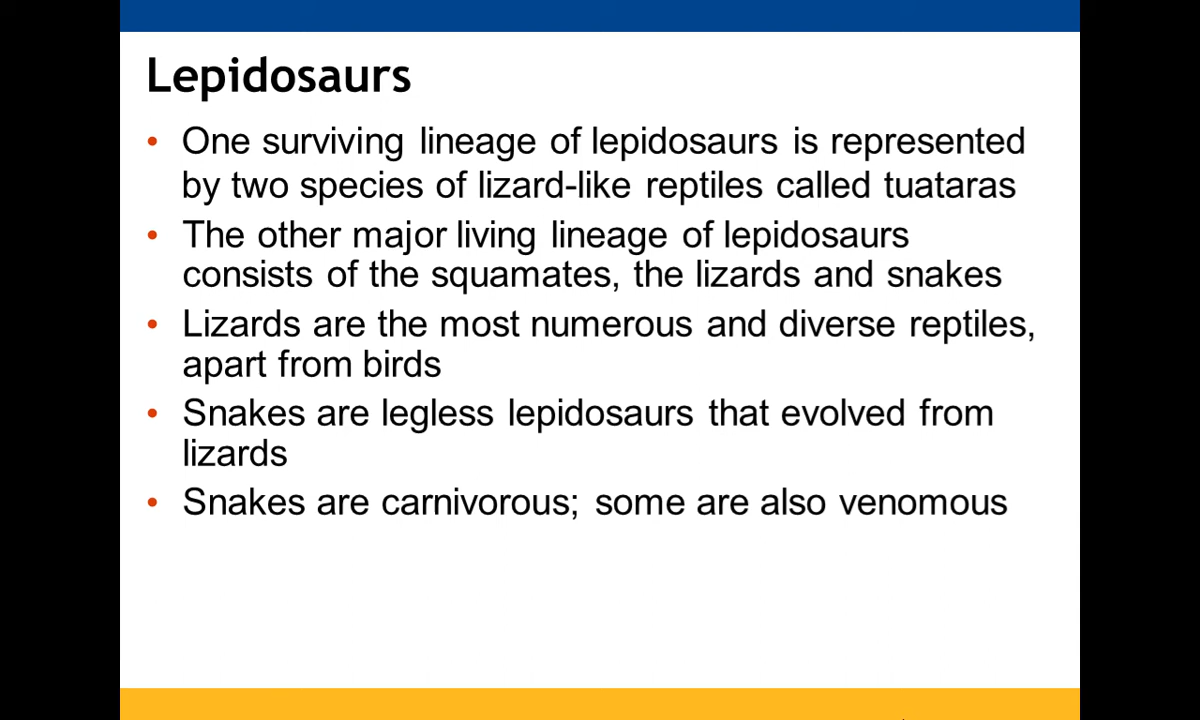 Lepidosaurs
• One surviving lineage of lepidosaurs is represented
by two species of lizard-like reptiles called tuataras
• The other major living lineage of lepidosaurs
consists of the squamates, the lizards and snakes
• Lizards are the most numerous and diverse reptiles,
apart from birds
• Snakes are legless lepidosaurs that evolved from
lizards
• Snakes are carnivorous; some are also venomous